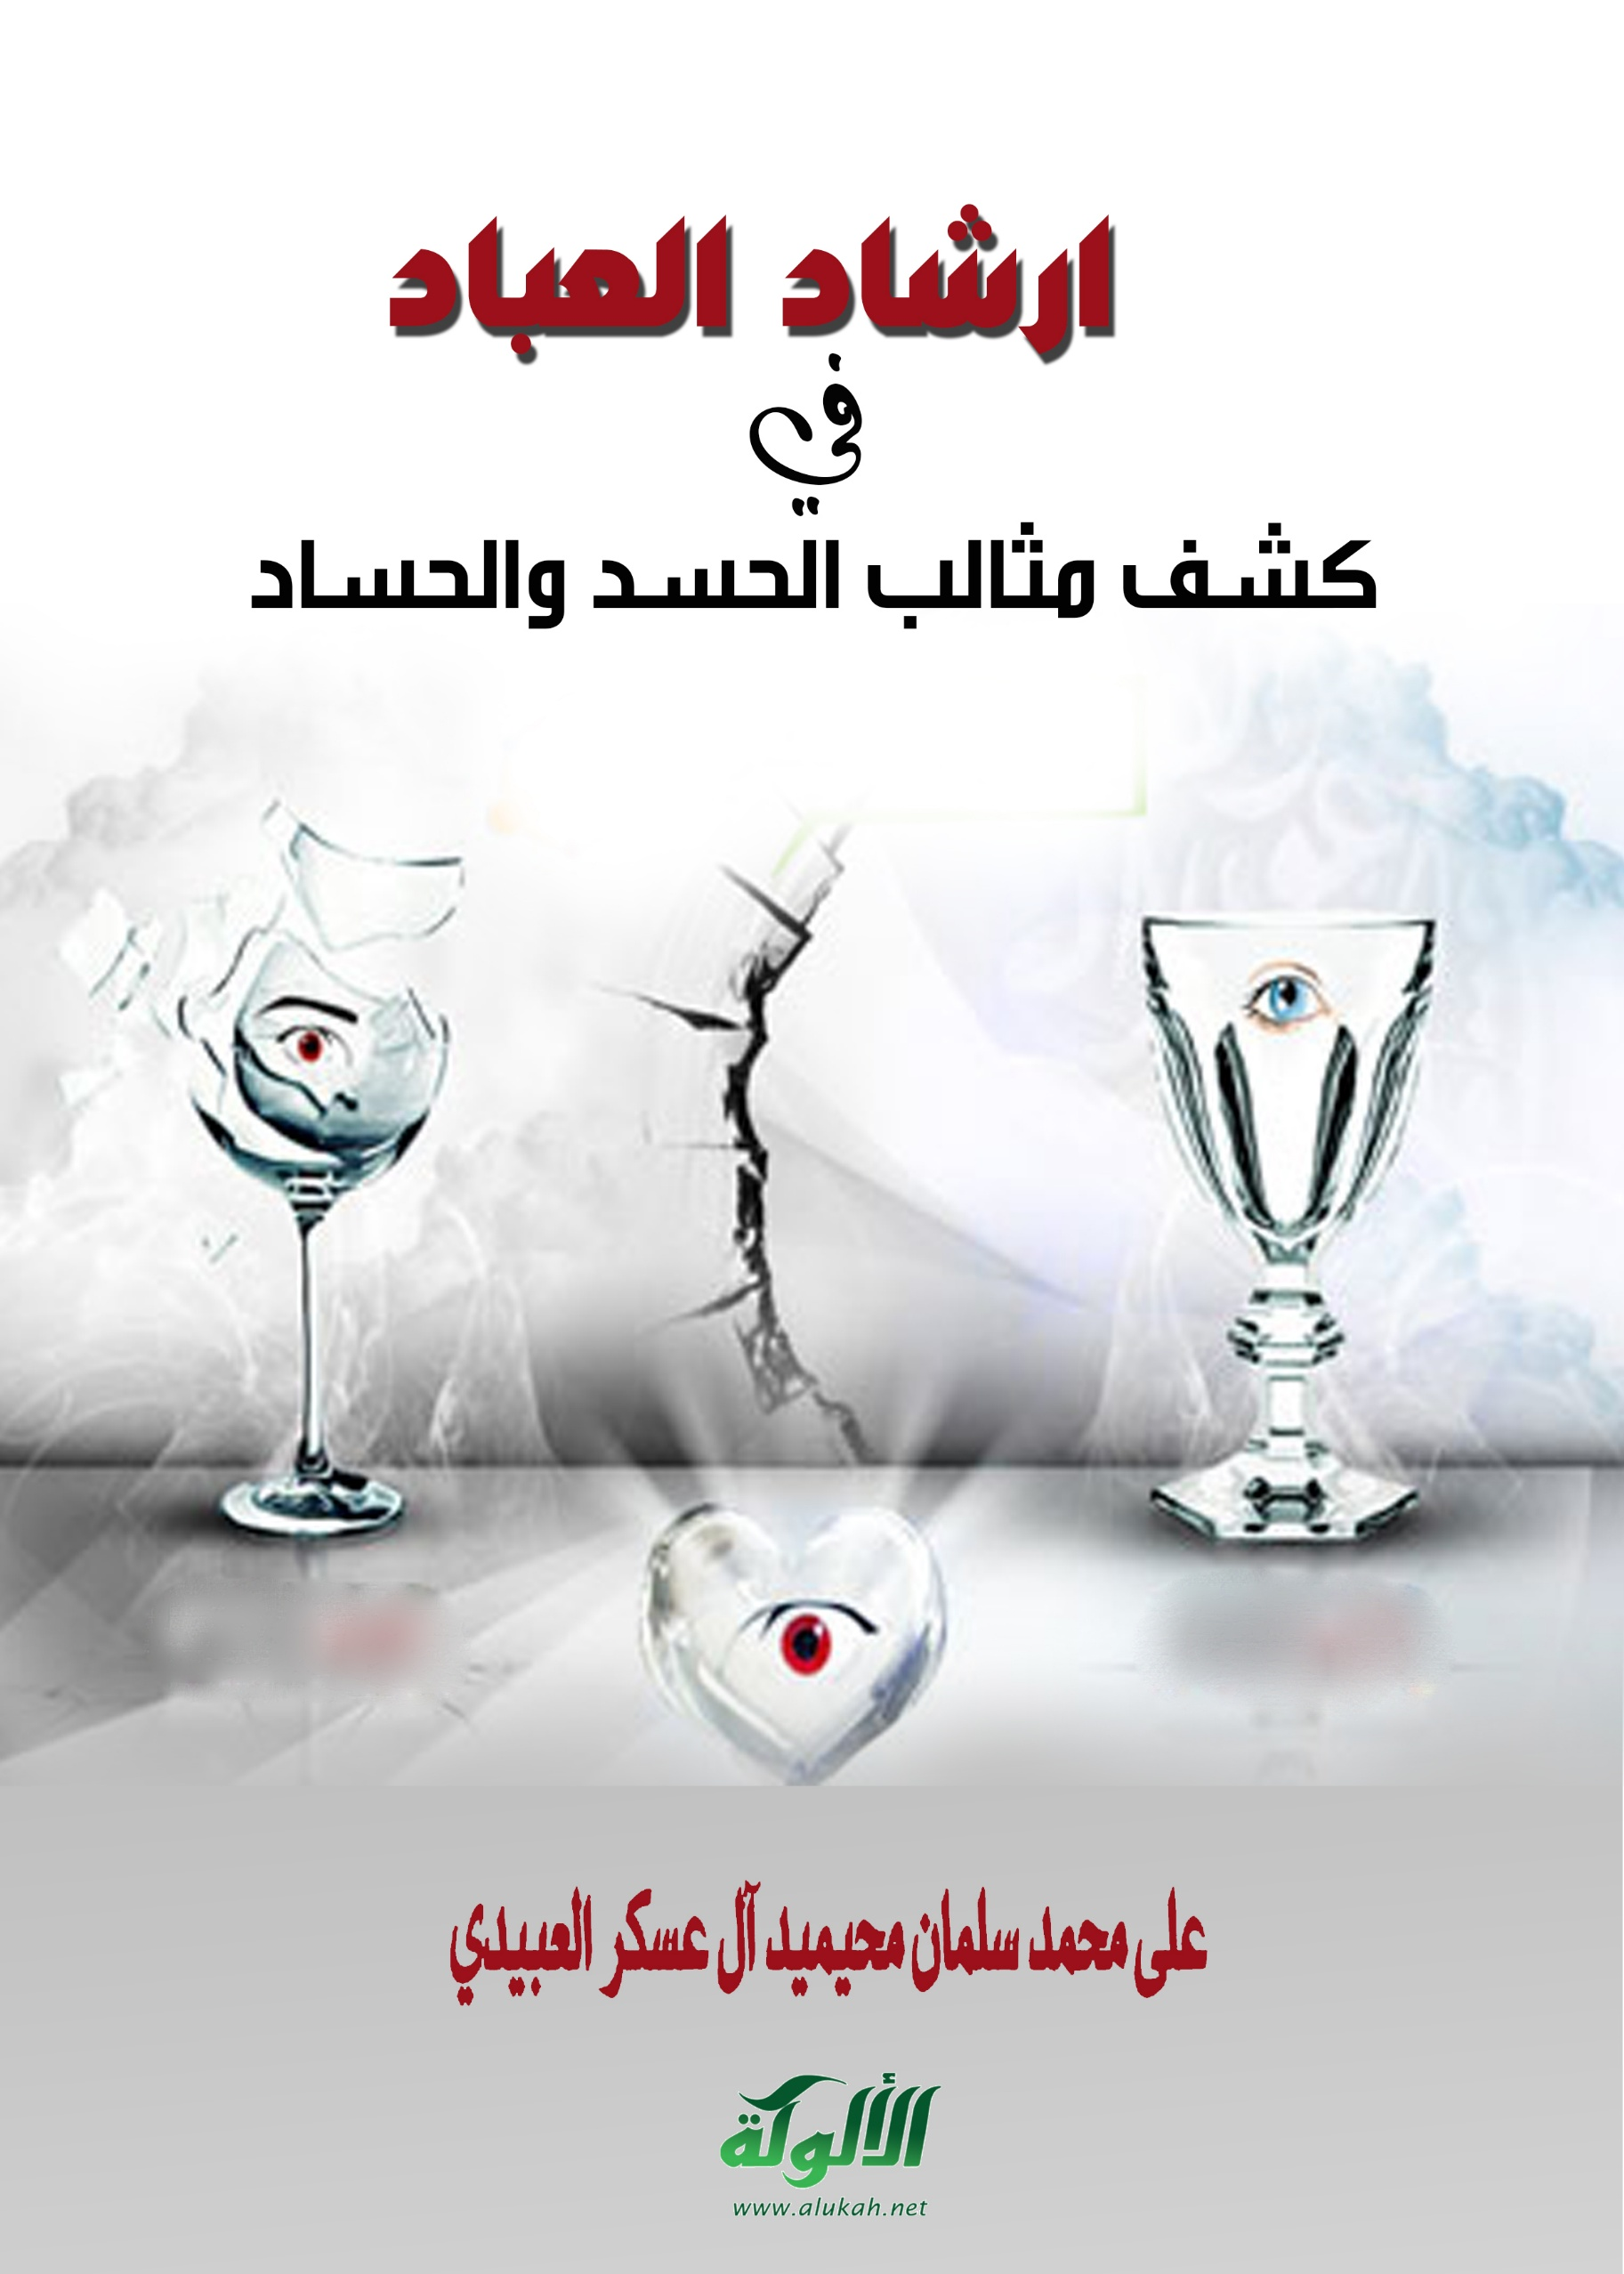 ارشاد العباد
في
كشف مثالب الحسد والحساد
على محمد سلمان محيميد آل عسكر العبيدي
الألوكة
www.alukah.net